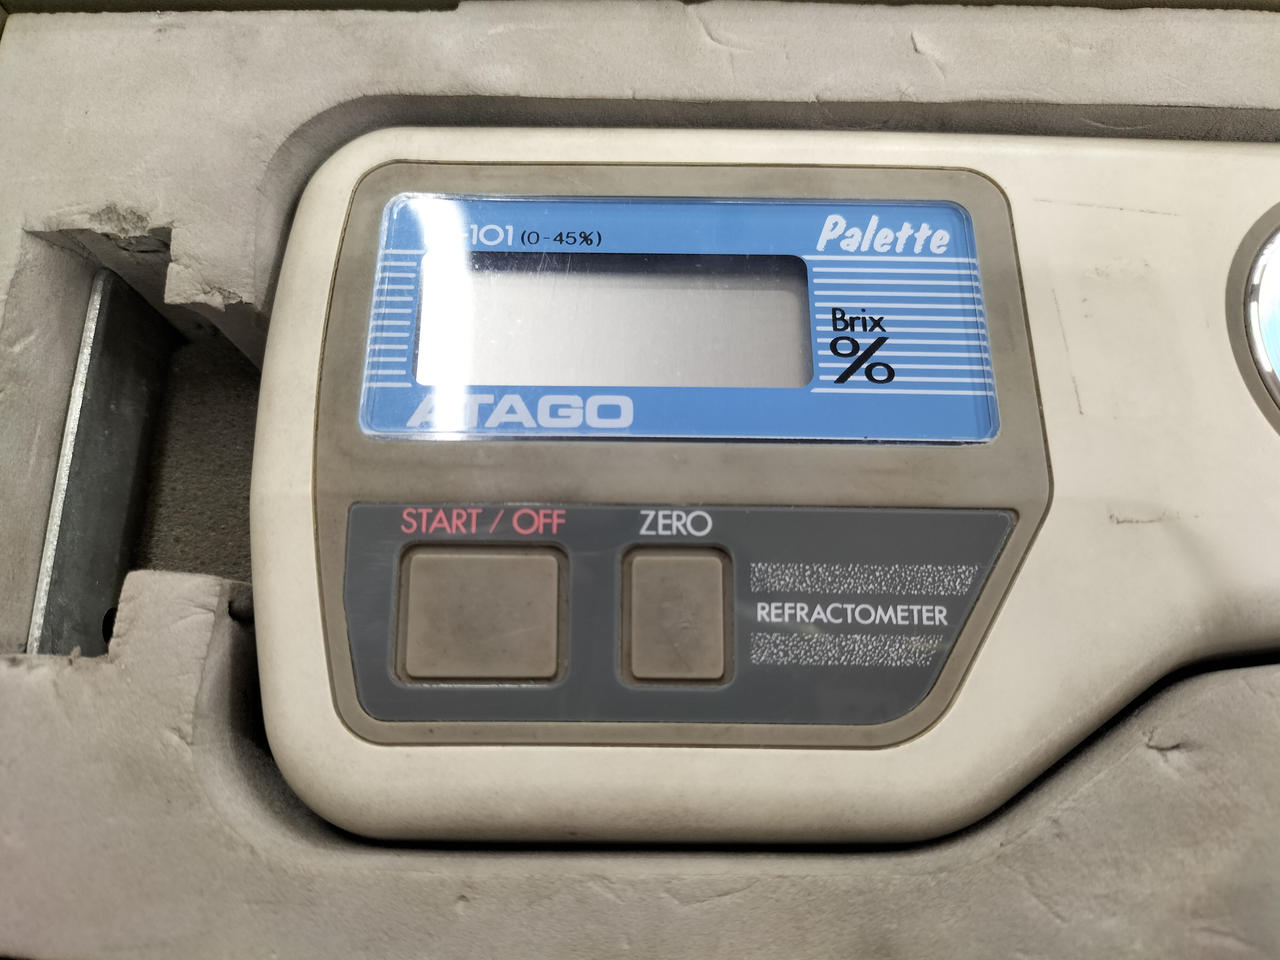 -101 (0-45%)
Palette
Brix
%
ATAGO
START / OFF
ZERO
REFRACTOMETER